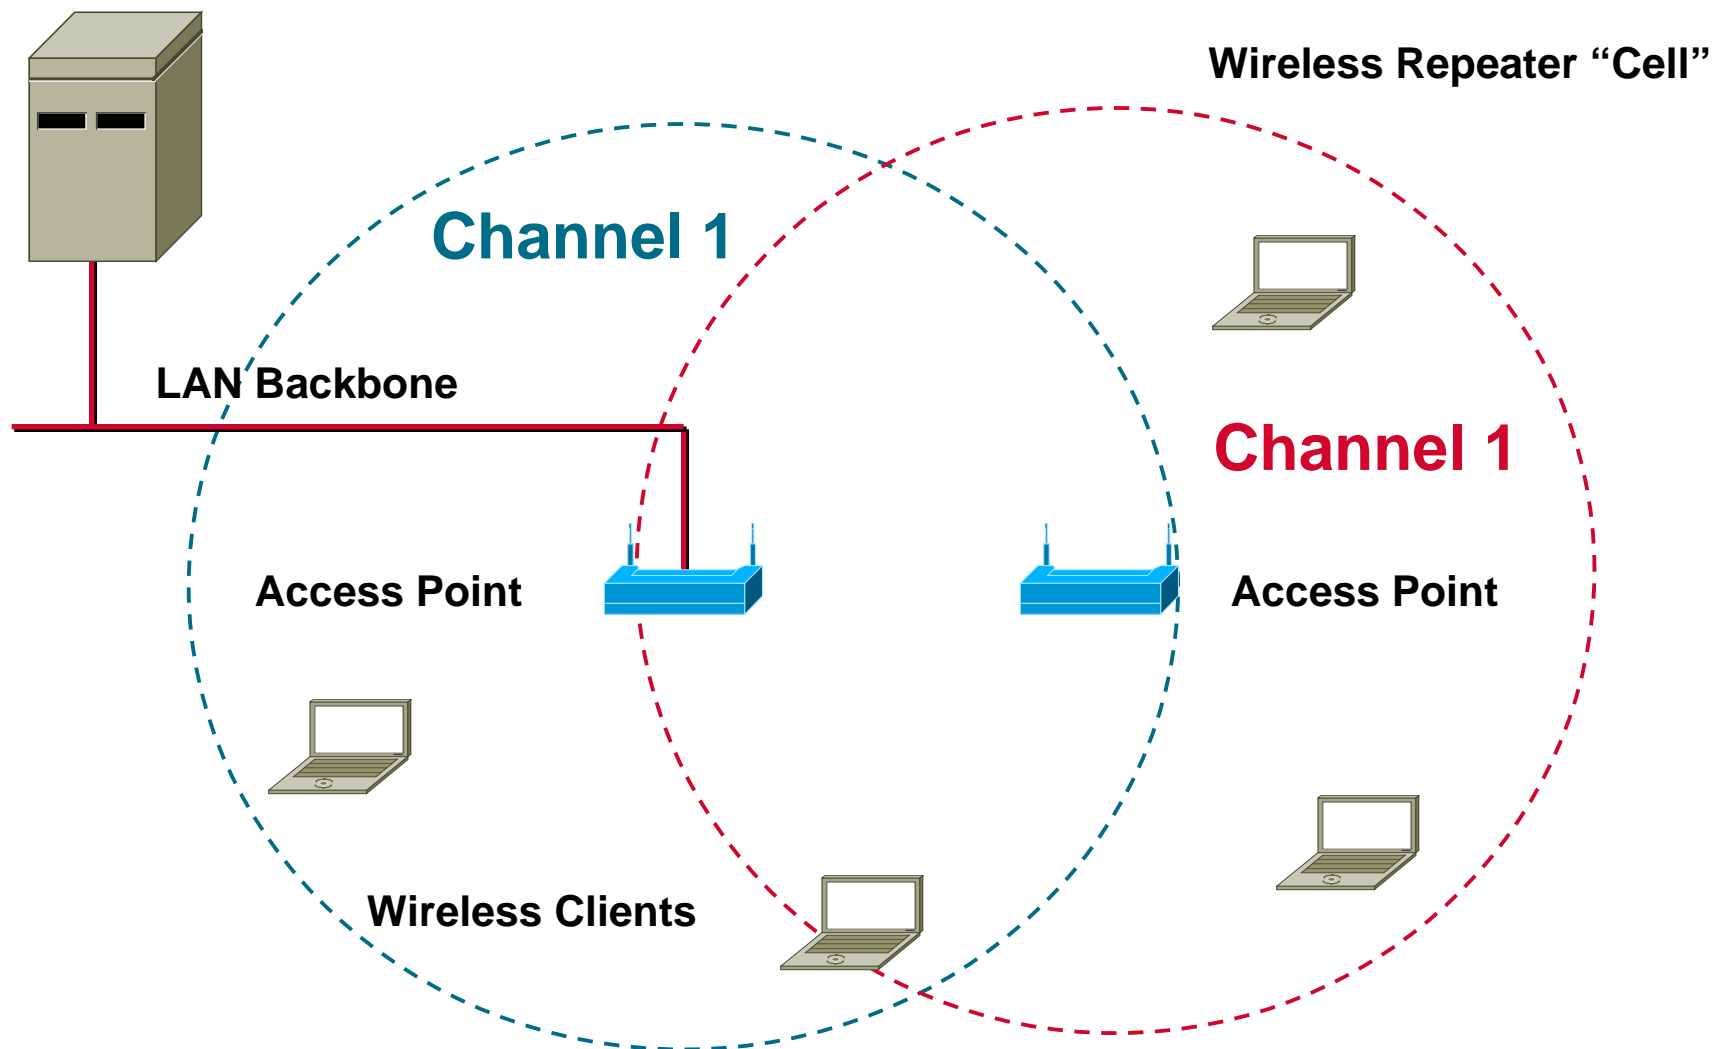 Wireless Repeater “Cell”
Channel 1
LAN Backbone
Channel 1
Access Point
Access Point
Wireless Clients